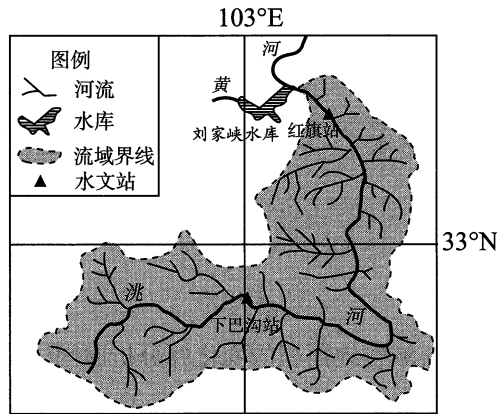 103°E
图例
河流
水库
流域界线
水文站
黄
河
刘家峡水库
红旗站
33°N
洮
下巴沟站
河